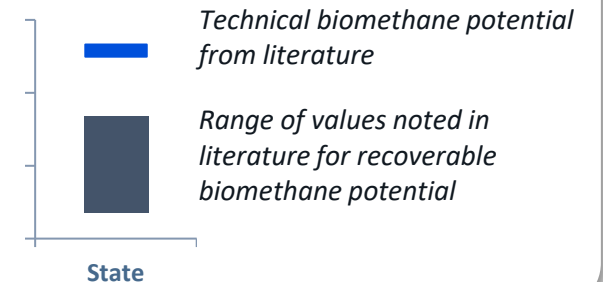 Technical biomethane potential
from literature
Range of values noted in
literature for recoverable
biomethane potential
State